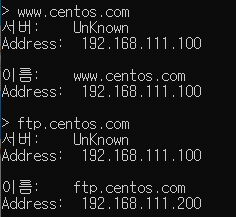 > www.centos.com
서버:    UnKnown
Address:  192.168.111.100
이름:    www.centos.com
Address:  192.168.111.100
> ftp.centos.com
서버:    UnKnown
Address:  192.168.111.100
이름:    ftp.centos.com
Address:  192.168.111.200